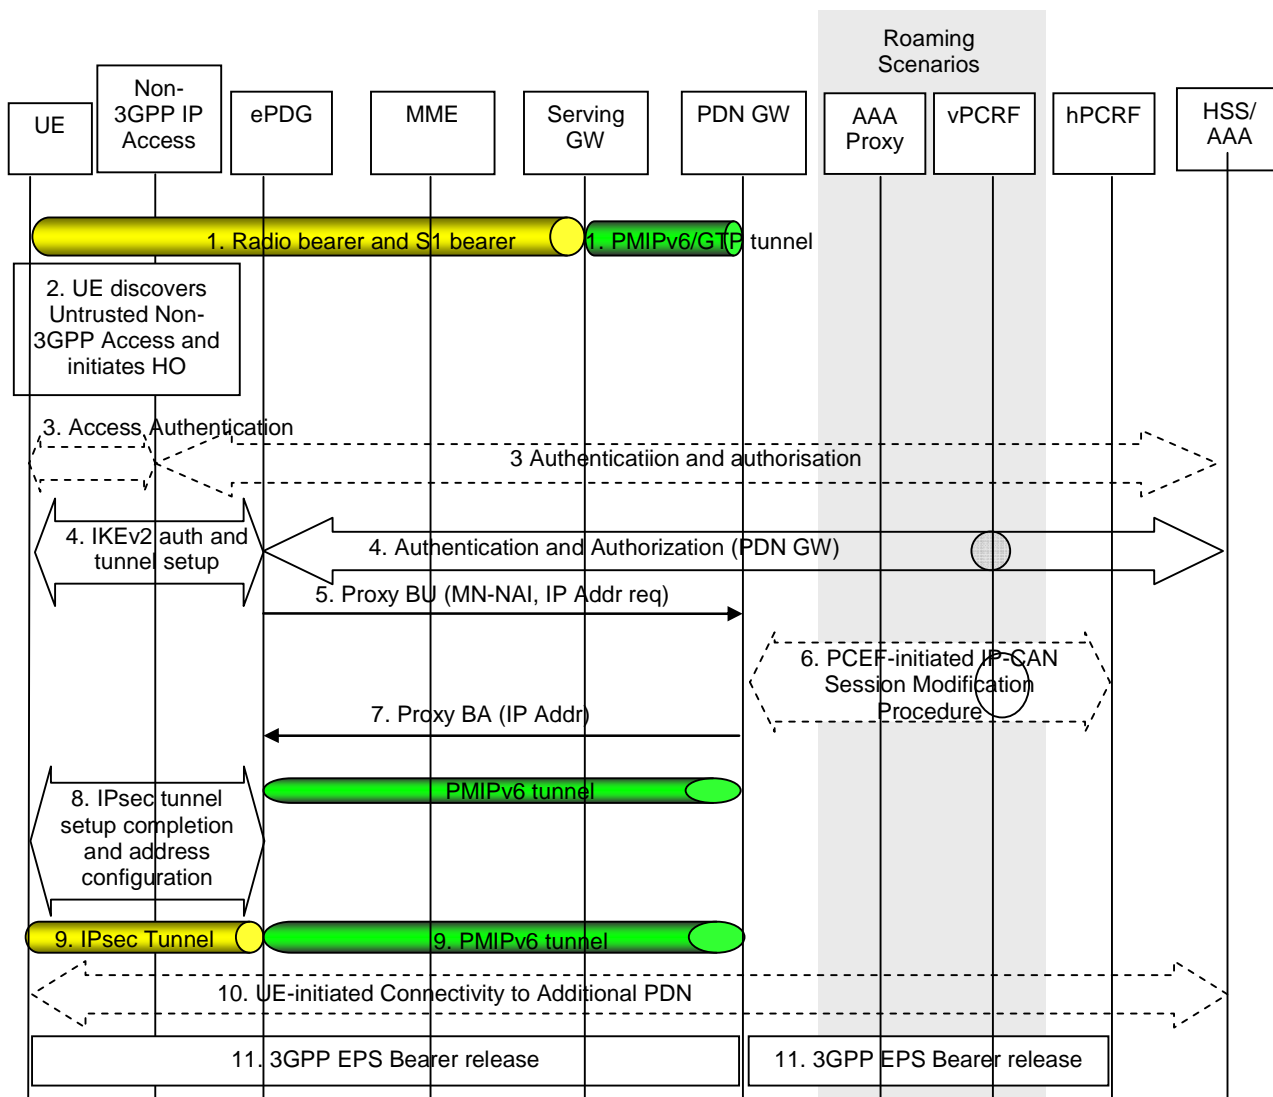 Roaming
Scenarios
UE
Non-
3GPP IP
Access
ePDG
MME
Serving
GW
PDN GW
AAA
Proxy
vPCRF
hPCRF
HSS/
AAA
1. Radio bearer and S1 bearer
1. PMIPv6/GTP tunnel
2. UE discovers
Untrusted Non-
3GPP Access and
initiates HO
3. Access Authentication
3 Authenticatiion and authorisation
4. IKEv2 auth and
tunnel setup
4. Authentication and Authorization (PDN GW)
5. Proxy BU (MN-NAI, IP Addr req)
6. PCEF-initiated IP-CAN
Session Modification
Procedure
7. Proxy BA (IP Addr)
PMIPv6 tunnel
8. IPsec tunnel
setup completion
and address
configuration
9. IPsec Tunnel
9. PMIPv6 tunnel
10. UE-initiated Connectivity to Additional PDN
11. 3GPP EPS Bearer release
11. 3GPP EPS Bearer release